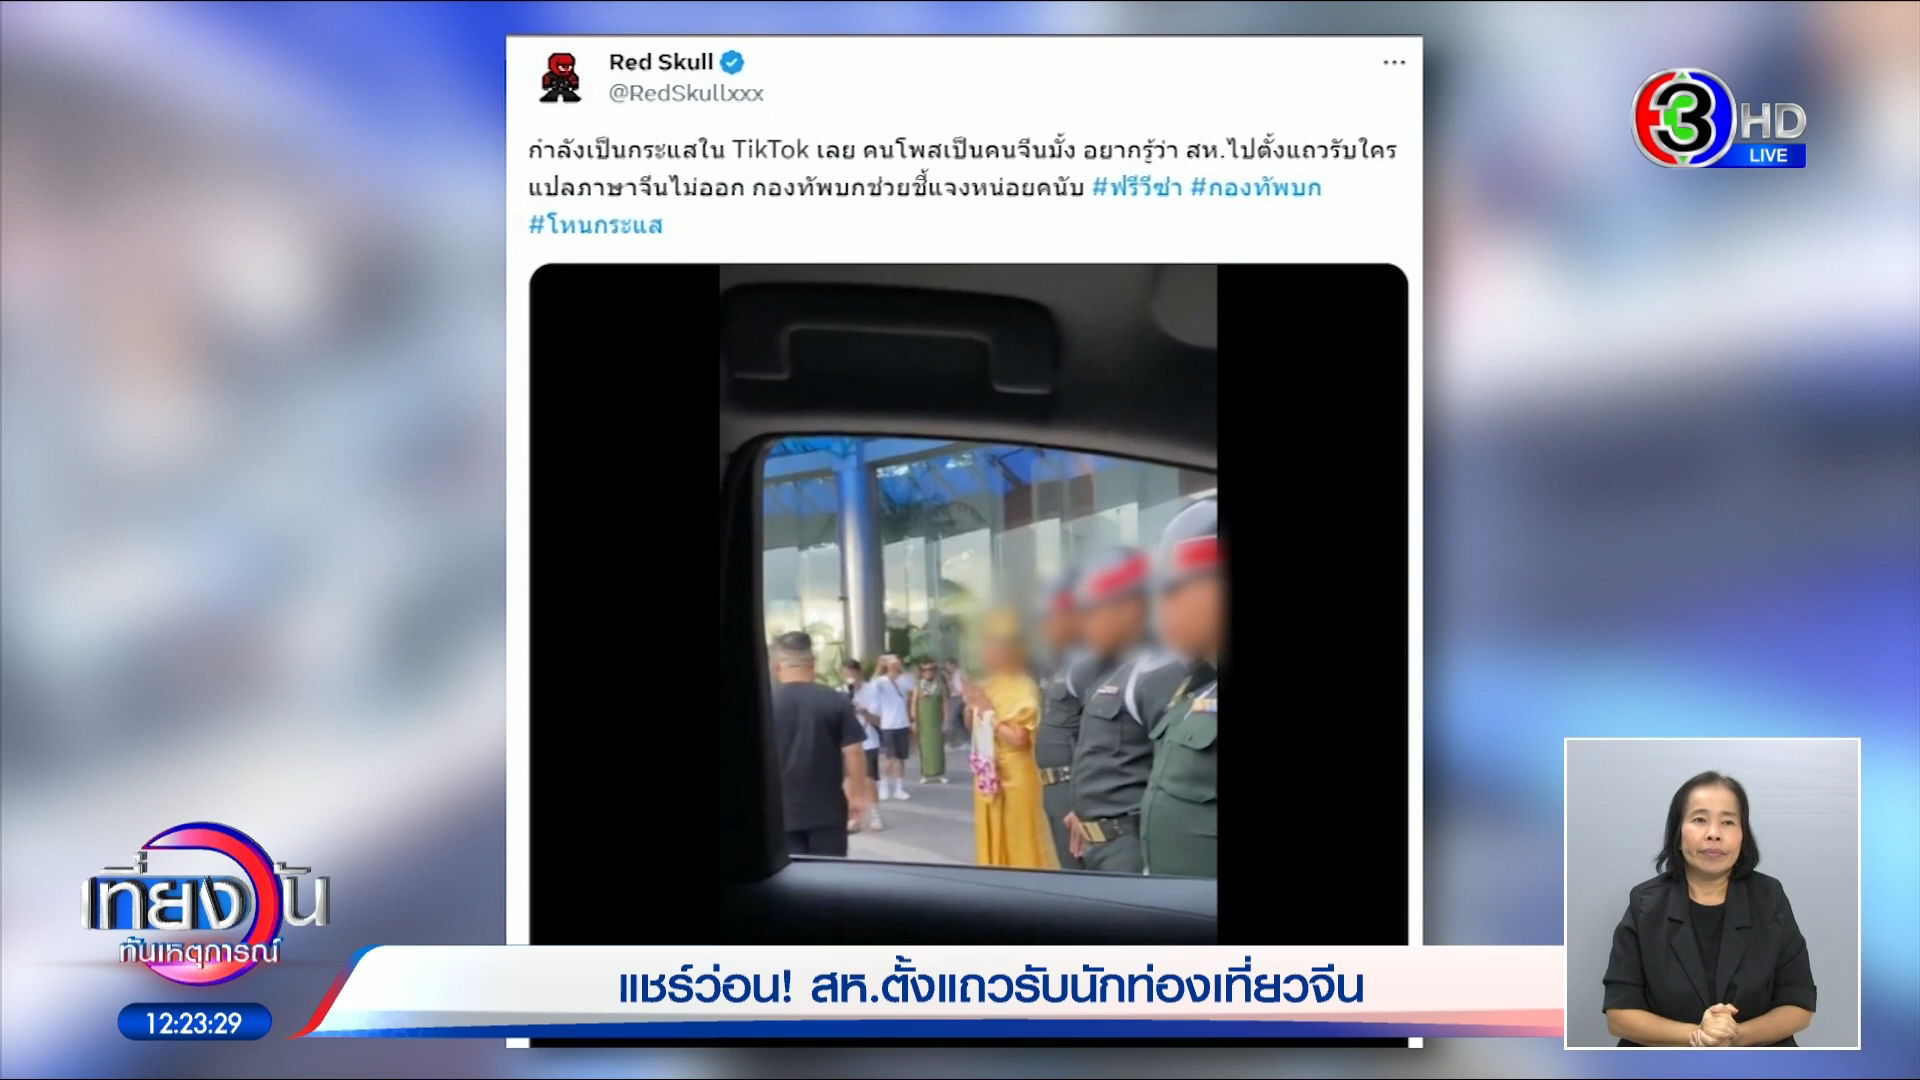 Red Skull
@RedSkullxxx
กำลังเป็นกระแสใน TikTok เลย คนโพสเป็นคนจีนมั้ง อยากรู้ว่า สห.ไปตั้งแถวรับใคร
แปลภาษาจีนไม่ออก กองทัพบกช่วยชี้แจงหน่อยคนับ #ฟรีวีซ่า #กองทัพบก
#โหนกระแส
3 HD
LIVE
เที่ยงวัน
ทันเหตุการณ์
12:23:29
แชร์ว่อน! สห.ตั้งแถวรับนักท่องเที่ยวจีน